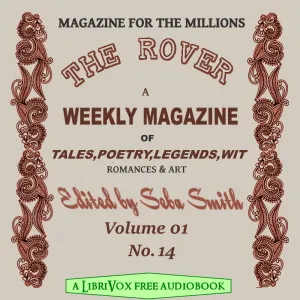 MAGAZINE FOR THE MILLIONS
THE ROVER
A
WEEKLY MAGAZINE
OF
TALES,POETRY,LEGENDS,WIT
ROMANCES & ART
Edited by Seba Smith
Volume 01
No. 14
a LIBRIVOX FREE AUDIOBOOK